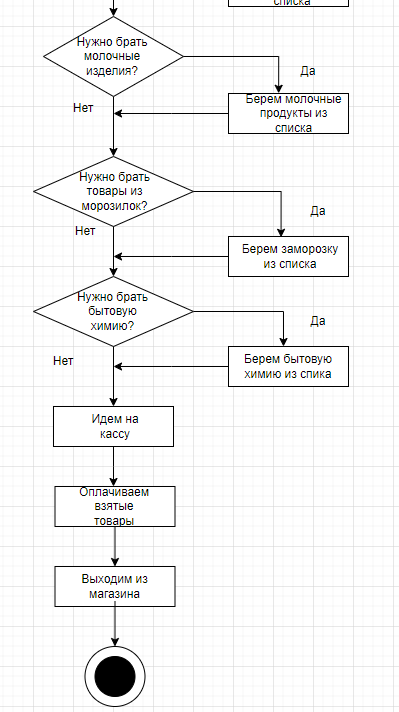 списка
Нужно брать
молочные
изделия?
Да
Нет
Берем молочные
продукты из
списка
Нужно брать
товары из
морозилок?
Да
Нет
Берем заморозку
из списка
Нужно брать
бытовую
химию?
Да
Нет
Берем бытовую
химию из спика
Идем на
кассу
Оплачиваем
взятые
товары
Выходим из
магазина